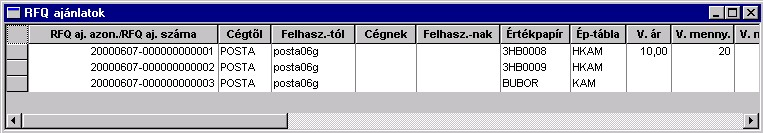 RFQ ajánlatok
RFQ aj. azon./RFQ aj. száma Cégtől Felhasz.-tól Cégnek Felhasz.-nak Értékpapír Ép-tábla V. ár V. menny. V. n
20000607-000000000001 POSTA posta06g 3HB0008 HKAM 10,00 20
20000607-000000000002 POSTA posta06g 3HB0009 HKAM
20000607-000000000003 POSTA posta06g BUBOR KAM